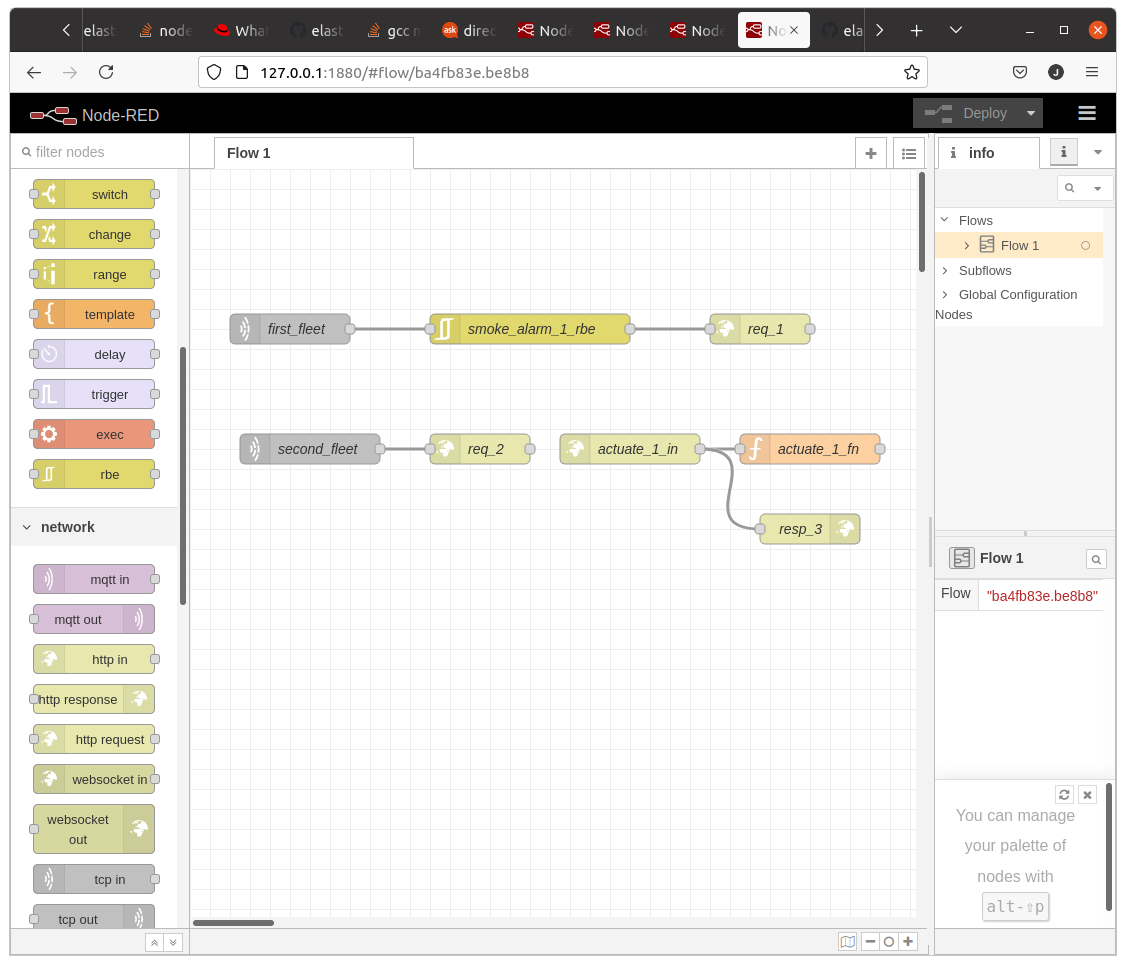 elast
node
Wha
elast
gcc n
direc
Node
Node
Node
No
ela
127.0.0.1:1880/#flow/ba4fb83e.be8b8
J
Node-RED
Deploy
filter nodes
Flow 1
info
switch
change
range
template
delay
trigger
exec
rbe
network
mqtt in
mqtt out
http in
http response
http request
websocket in
websocket
out
tcp in
tcp out
first_fleet
smoke_alarm_1_rbe
req_1
second_fleet
req_2
actuate_1_in
actuate_1_fn
resp_3
Flows
Flow 1
Subflows
Global Configuration
Nodes
Flow 1
Flow
"ba4fb83e.be8b8"
You can manage
your palette of
nodes with
alt-⇧p